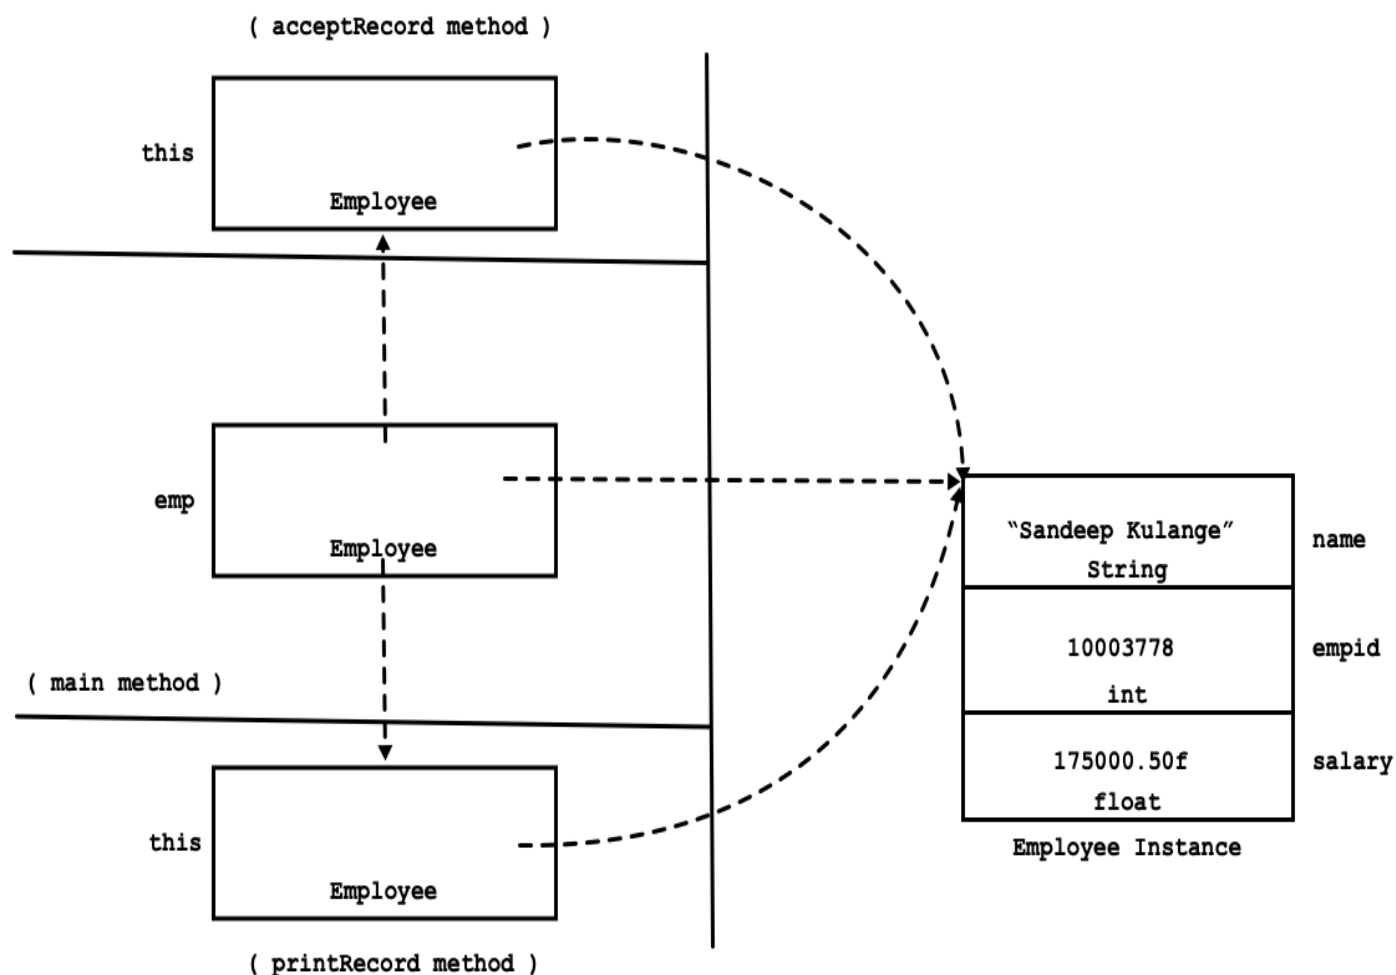 ( acceptRecord method )
this
Employee
emp
Employee
( main method )
this
Employee
( printRecord method )
“Sandeep Kulange”
String
name
10003778
int
empid
175000.50f
float
salary
Employee Instance